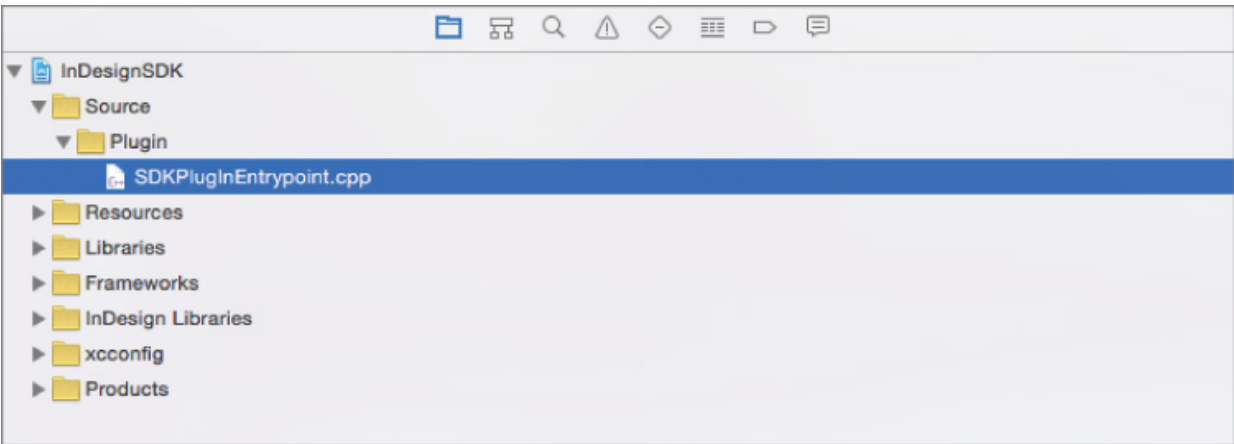 InDesignSDK
Source
Plugin
SDKPlugInEntrypoint.cpp
Resources
Libraries
Frameworks
InDesign Libraries
xcconfig
Products